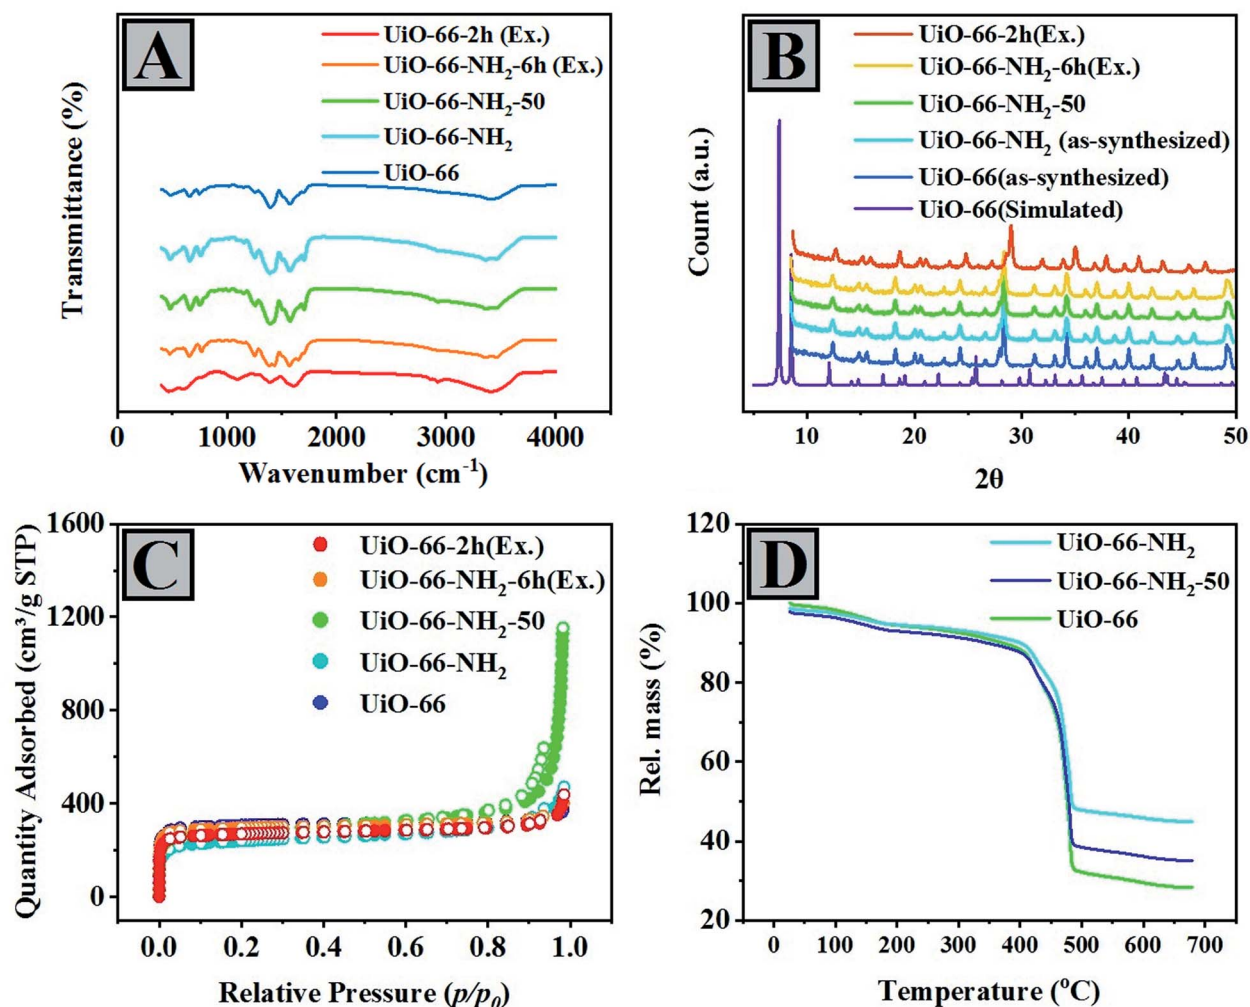 A
UiO-66-2h (Ex.)
UiO-66-NH₂-6h (Ex.)
UiO-66-NH₂-50
UiO-66-NH₂
UiO-66
Transmittance (%)
0 1000 2000 3000 4000
Wavenumber (cm⁻¹)
B
UiO-66-2h(Ex.)
UiO-66-NH₂-6h(Ex.)
UiO-66-NH₂-50
UiO-66-NH₂ (as-synthesized)
UiO-66(as-synthesized)
UiO-66(Simulated)
Count (a.u.)
10 20 30 40 50
2θ
C
UiO-66-2h(Ex.)
UiO-66-NH₂-6h(Ex.)
UiO-66-NH₂-50
UiO-66-NH₂
UiO-66
Quantity Adsorbed (cm³/g STP)
1600
1200
800
400
0
0.0 0.2 0.4 0.6 0.8 1.0
Relative Pressure (p/p₀)
D
UiO-66-NH₂
UiO-66-NH₂-50
UiO-66
Rel. mass (%)
120
100
80
60
40
20
0 100 200 300 400 500 600 700
Temperature (°C)